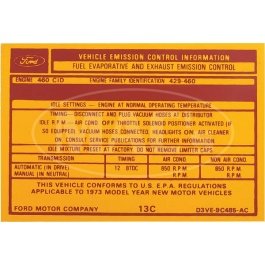 Ford
VEHICLE EMISSION CONTROL INFORMATION
FUEL EVAPORATIVE AND EXHAUST EMISSION CONTROL
ENGINE 460 CID ENGINE FAMILY IDENTIFICATION 429-460
IDLE SETTINGS - ENGINE AT NORMAL OPERATING TEMPERATURE
TIMING- DISCONNECT AND PLUG VACUUM HOSES AT DISTRIBUTOR
IDLE R.P.M - AIR COND. OFF THROTTLE SOLENOID POSITIONER ACTIVATED (IF
SO EQUIPPED) VACUUM HOSES CONNECTED, HEADLIGHTS ON, AIR CLEANER
ON CONSULT SERVICE PUBLICATIONS FOR FURTHER INSTRUCTIONS
IDLE MIXTURE PRESET AT FACTORY. DO NOT REMOVE LIMITER CAPS
TRANSMISSION TIMING AIR COND. NON AIR COND.
AUTOMATIC (IN DRIVE) 12 BTDC 650 R.P.M 650 R.P.M
MANUAL (IN NEUTRAL) R.P.M R.P.M
THIS VEHICLE CONFORMS TO U.S. E.P.A. REGULATIONS
APPLICABLE TO 1973 MODEL YEAR NEW MOTOR VEHICLES
FORD MOTOR COMPANY 13C D3VE-9C485-AC